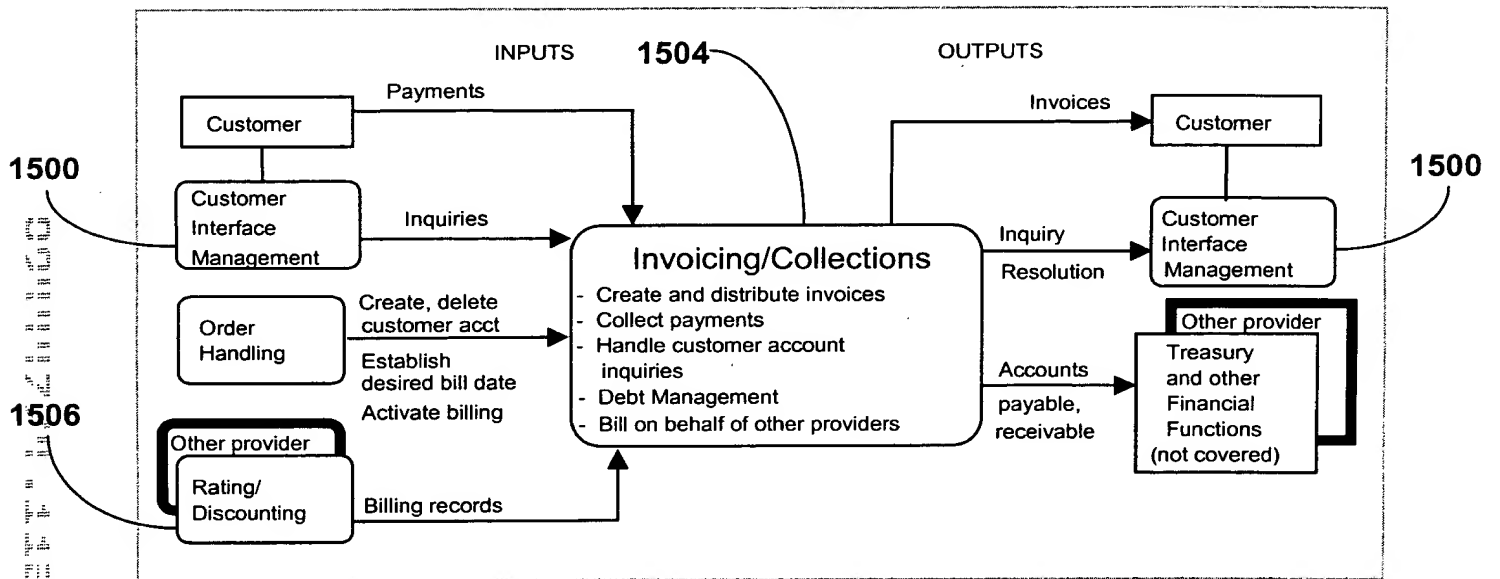 INPUTS
1504
OUTPUTS
Payments
Invoices
Customer
Customer
1500
1500
Customer
Interface
Management
Inquiries
Inquiry
Resolution
Customer
Interface
Management
Invoicing/Collections
- Create and distribute invoices
- Collect payments
- Handle customer account
inquiries
- Debt Management
- Bill on behalf of other providers
Order
Handling
Create, delete
customer acct
Establish
desired bill date
Activate billing
Accounts
payable,
receivable
Other provider
Treasury
and other
Financial
Functions
(not covered)
1506
Other provider
Rating/
Discounting
Billing records